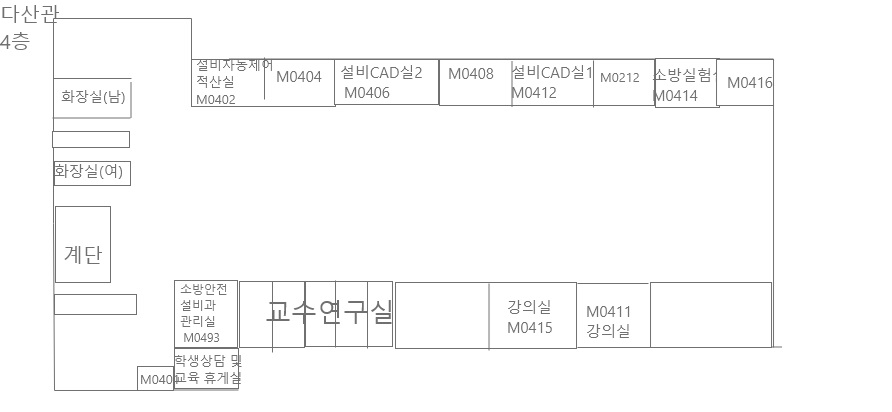 다산관
4층
설비자동제어
적산실
M0402
M0404
설비CAD실2
M0406
M0408
설비CAD실1
M0412
M0212
소방실험실
M0414
M0416
화장실(남)
화장실(여)
계단
소방안전
설비과
관리실
M0493
교수연구실
강의실
M0415
M0411
강의실
학생상담 및
교육 휴게실